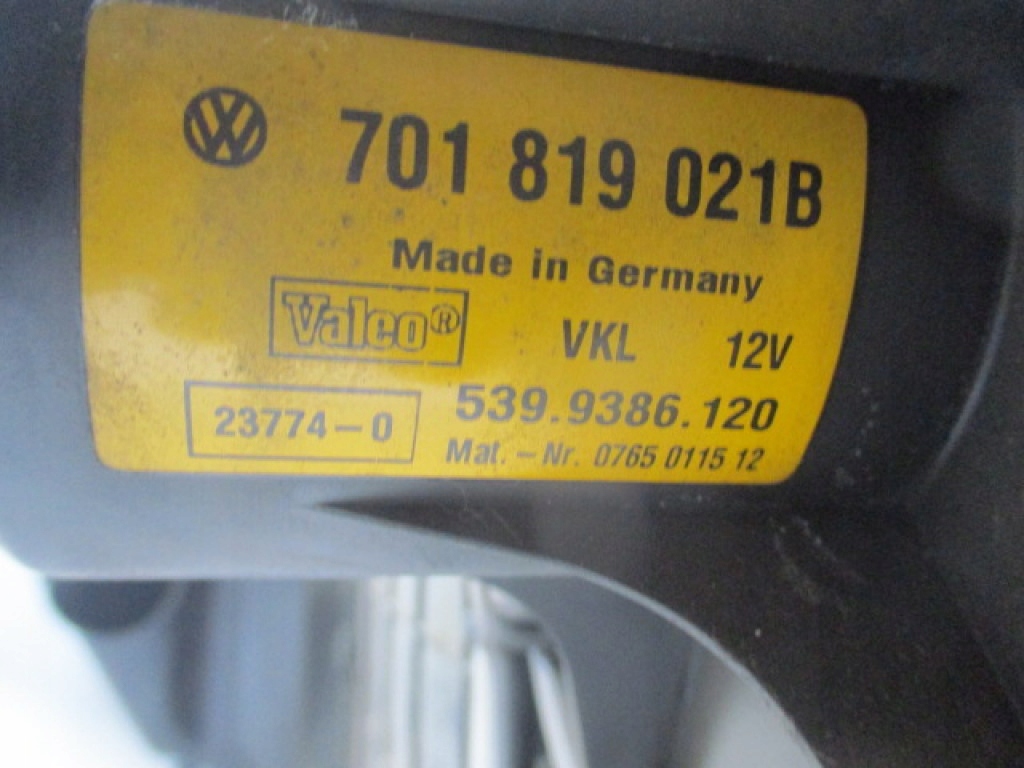 701 819 021B
Made in Germany
Valeo® VKL 12V
23774-0 539.9386.120
Mat.-Nr. 0765 0115 12